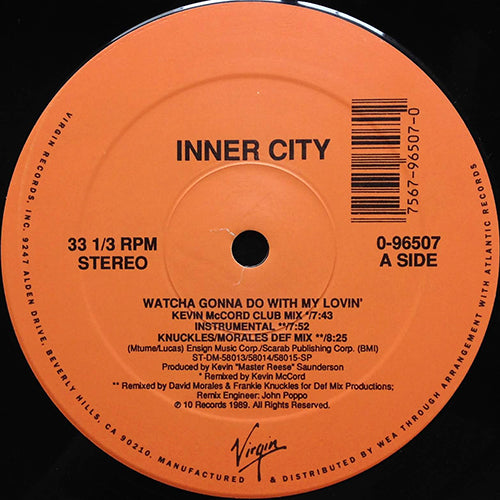 INNER CITY
7567-96507-0
33 1/3 RPM
STEREO
0-96507
A SIDE
WATCHA GONNA DO WITH MY LOVIN'
KEVIN McCORD CLUB MIX */7:43
INSTRUMENTAL **/7:52
KNUCKLES/MORALES DEF MIX **/8:25
(Mtume/Lucas) Ensign Music Corp./Scarab Publishing Corp. (BMI)
ST-DM-58013/58014/58015-SP
Produced by Kevin "Master Reese" Saunderson
* Remixed by Kevin McCord
** Remixed by David Morales & Frankie Knuckles for Def Mix Productions;
Remix Engineer: John Poppo
℗ 10 Records 1989. All Rights Reserved.
Virgin
VIRGIN RECORDS, INC. 9247 ALDEN DRIVE, BEVERLY HILLS, CA 90210. MANUFACTURED & DISTRIBUTED BY WEA THROUGH ARRANGEMENT WITH ATLANTIC RECORDS